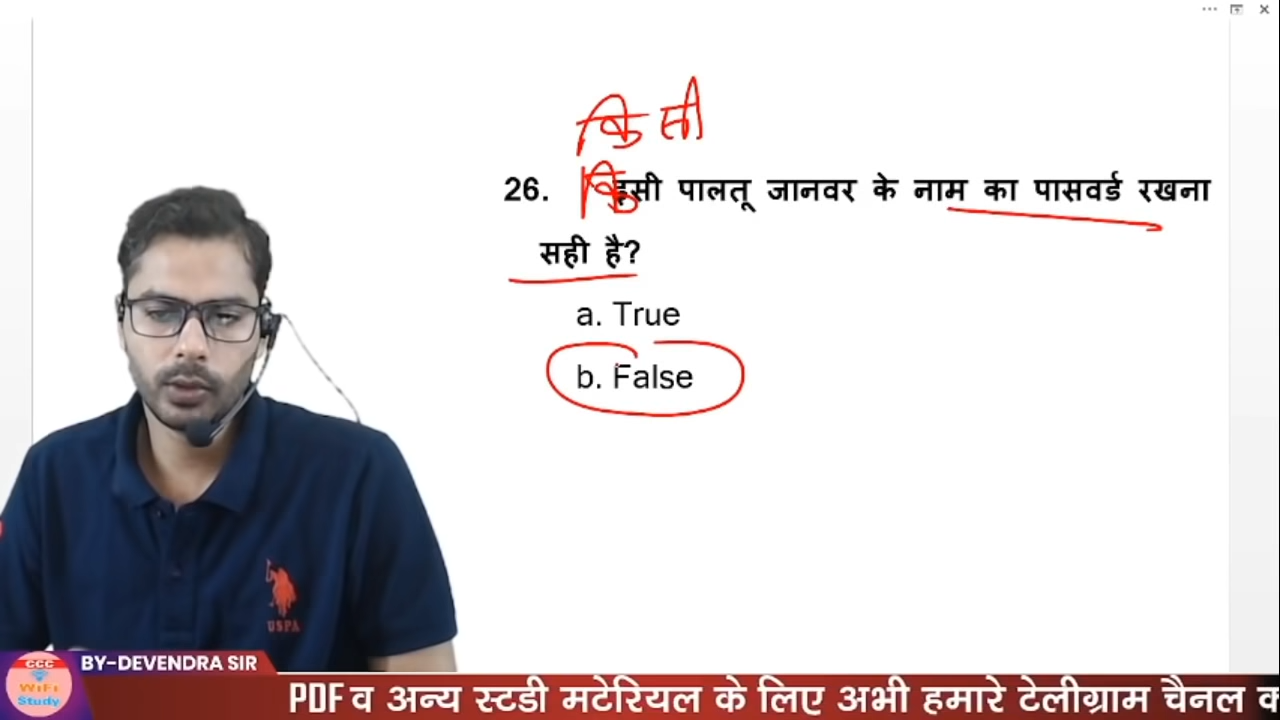 किसी
26. किइसी पालतू जानवर के नाम का पासवर्ड रखना
सही है?
a. True
b. False
USPA
CCC
WiFi
Study
BY-DEVENDRA SIR
PDF व अन्य स्टडी मटेरियल के लिए अभी हमारे टेलीग्राम चैनल क